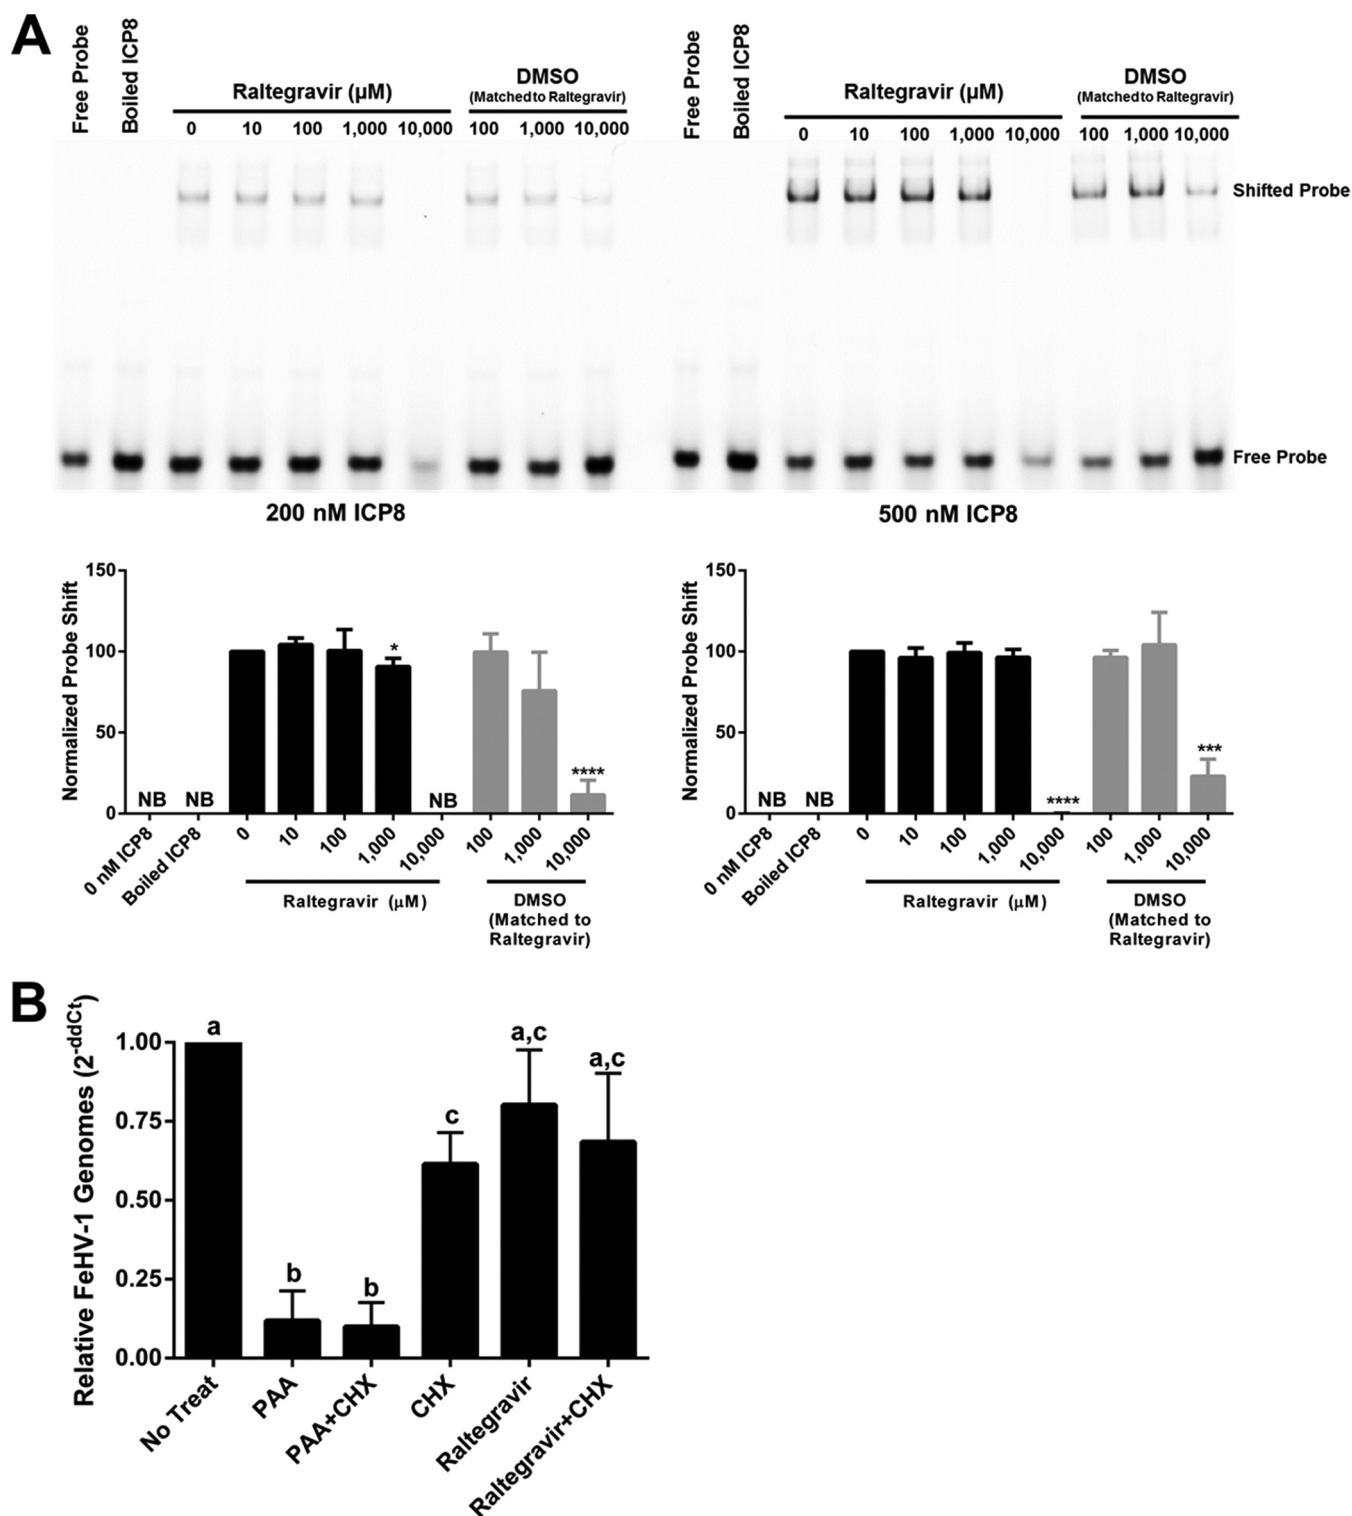 A
Free Probe
Boiled ICP8
Raltegravir (µM)
0 10 100 1,000 10,000
DMSO
(Matched to Raltegravir)
100 1,000 10,000
Free Probe
Boiled ICP8
Raltegravir (µM)
0 10 100 1,000 10,000
DMSO
(Matched to Raltegravir)
100 1,000 10,000
Shifted Probe
Free Probe
200 nM ICP8
500 nM ICP8
Normalized Probe Shift
150
100
50
0
NB NB * NB ****
0 nM ICP8
Boiled ICP8
0 10 100 1,000 10,000
100 1,000 10,000
Raltegravir (µM)
DMSO
(Matched to
Raltegravir)
Normalized Probe Shift
150
100
50
0
NB NB **** ***
0 nM ICP8
Boiled ICP8
0 10 100 1,000 10,000
100 1,000 10,000
Raltegravir (µM)
DMSO
(Matched to
Raltegravir)
B
Relative FeHV-1 Genomes (2-ddCt)
1.00
0.75
0.50
0.25
0.00
a b b c a,c a,c
No Treat
PAA
PAA+CHX
CHX
Raltegravir
Raltegravir+CHX